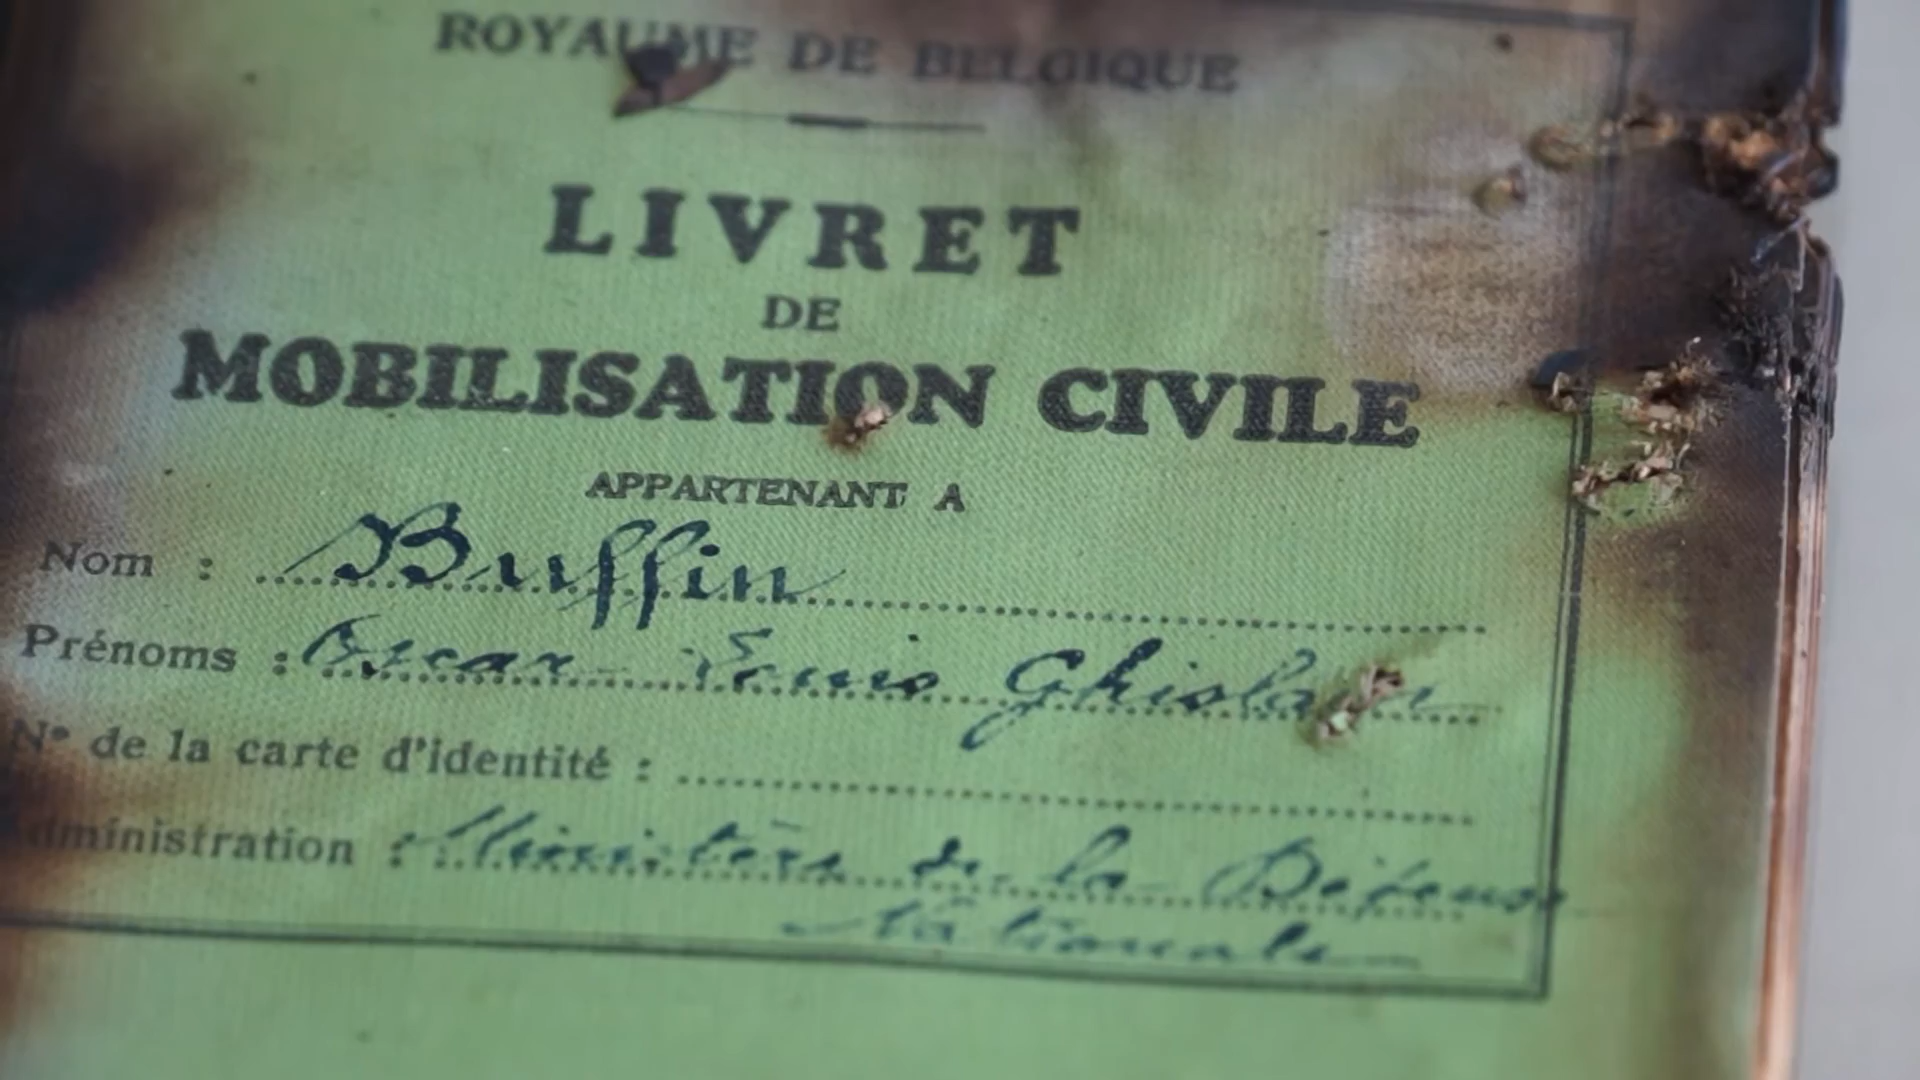 ROYAUME DE BELGIQUE
LIVRET
DE
MOBILISATION CIVILE
APPARTENANT A
Nom : Buffin
Prénoms : Oscar Louis Ghislain
N° de la carte d'identité :
dministration : Ministère de la Défense
Nationale